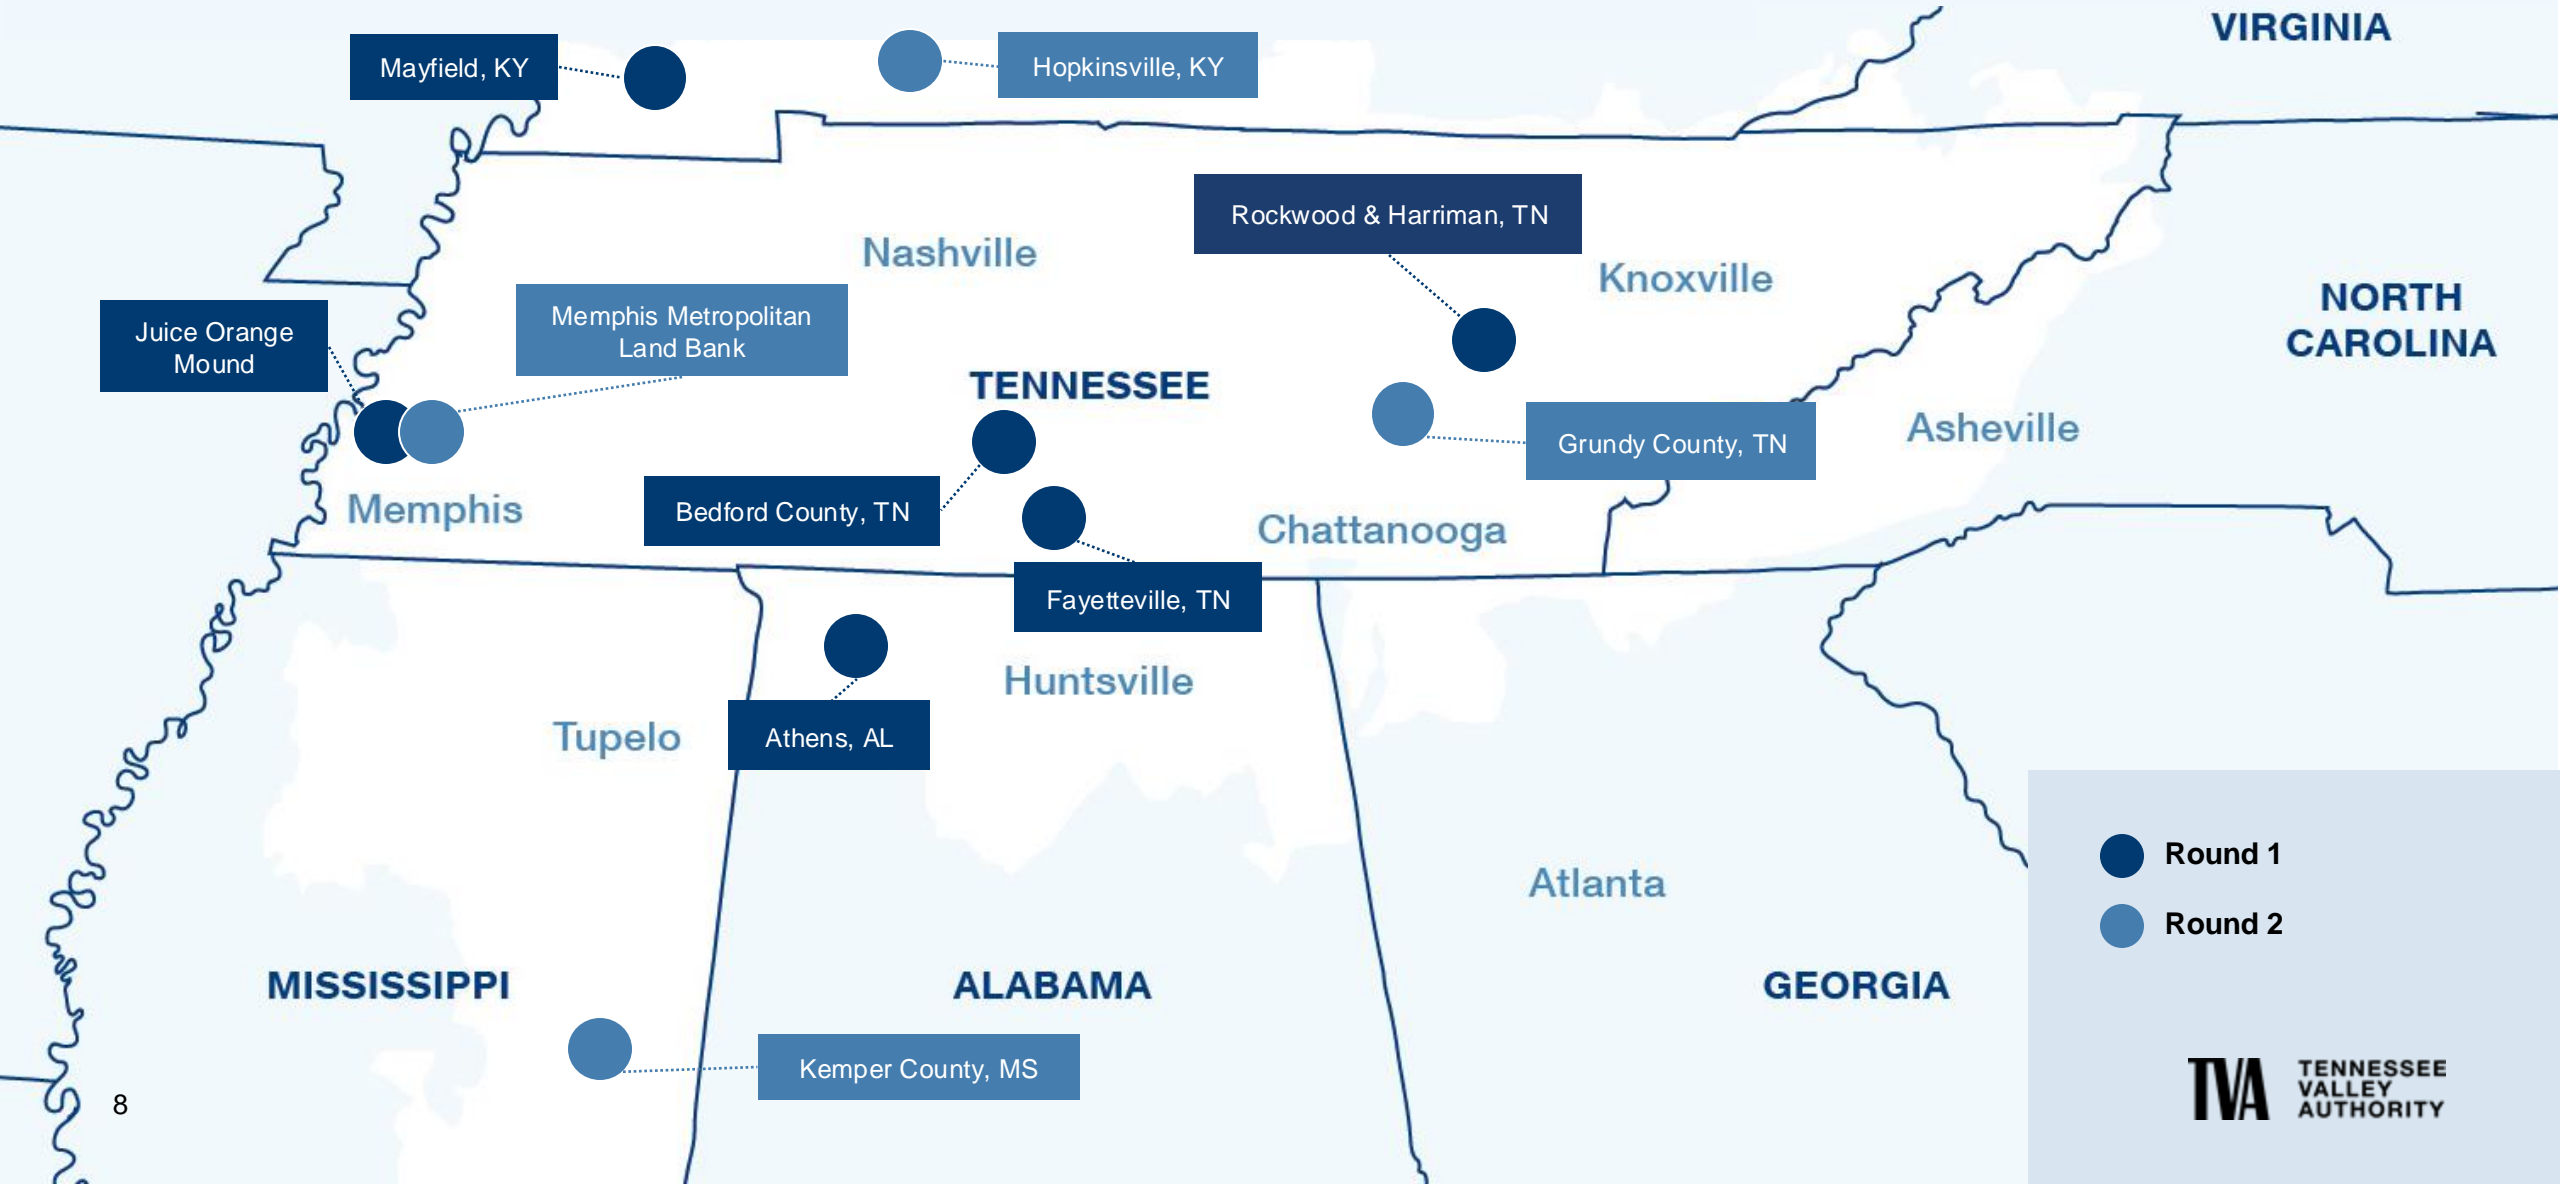 VIRGINIA
Mayfield, KY
Hopkinsville, KY
Rockwood & Harriman, TN
Nashville
Knoxville
NORTH
CAROLINA
Juice Orange
Mound
Memphis Metropolitan
Land Bank
TENNESSEE
Asheville
Grundy County, TN
Memphis
Bedford County, TN
Chattanooga
Fayetteville, TN
Huntsville
Tupelo
Athens, AL
Round 1
Atlanta
Round 2
MISSISSIPPI
ALABAMA
GEORGIA
Kemper County, MS
8
TVA
TENNESSEE
VALLEY
AUTHORITY